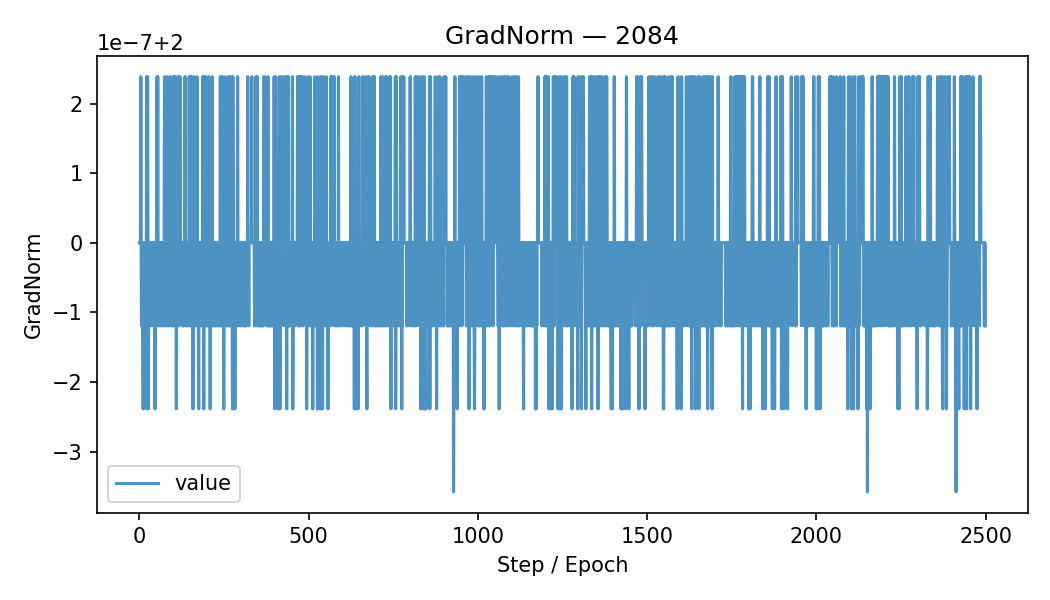 GradNorm — 2084
1e−7+2
2
1
0
−1
−2
−3
GradNorm
value
0 500 1000 1500 2000 2500
Step / Epoch